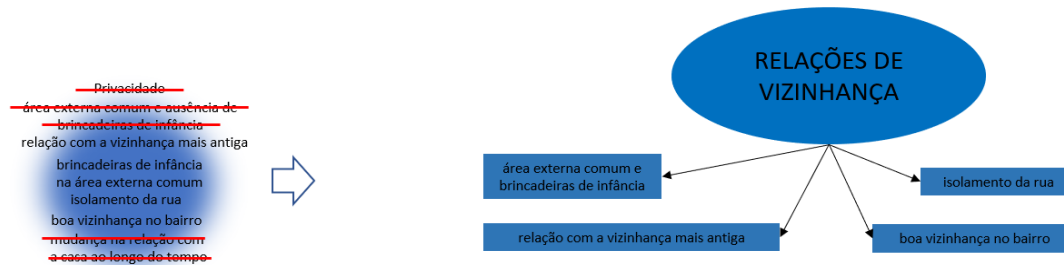 Privacidade
área externa comum e ausência de
brincadeiras de infância
relação com a vizinhança mais antiga
brincadeiras de infância
na área externa comum
isolamento da rua
boa vizinhança no bairro
mudança na relação com
a casa ao longo do tempo
RELAÇÕES DE
VIZINHANÇA
área externa comum e
brincadeiras de infância
isolamento da rua
relação com a vizinhança mais antiga
boa vizinhança no bairro